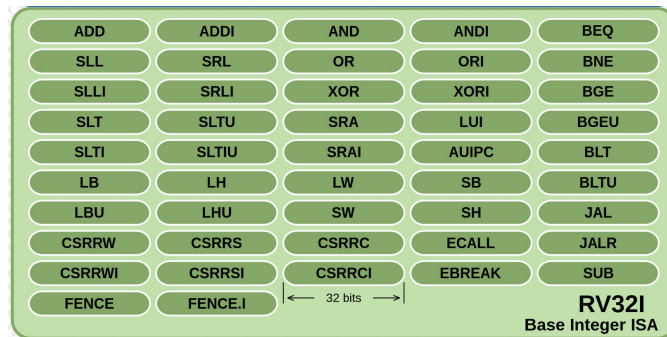 ADD ADDI AND ANDI BEQ
SLL SRL OR ORI BNE
SLLI SRLI XOR XORI BGE
SLT SLTU SRA LUI BGEU
SLTI SLTIU SRAI AUIPC BLT
LB LH LW SB BLTU
LBU LHU SW SH JAL
CSRRW CSRRS CSRRC ECALL JALR
CSRRWI CSRRSI CSRRCI EBREAK SUB
FENCE FENCE.I 32 bits RV32I
Base Integer ISA